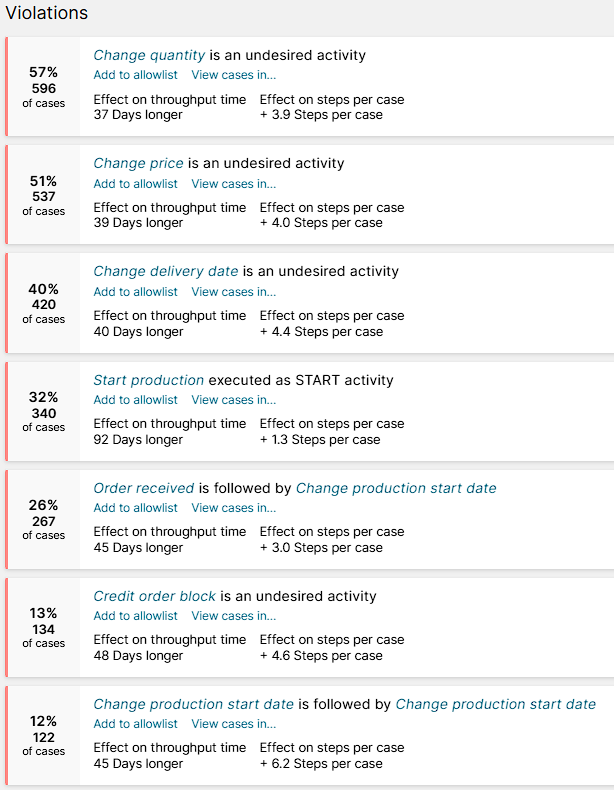 Violations
57%
596
of cases
Change quantity is an undesired activity
Add to allowlist View cases in...
Effect on throughput time Effect on steps per case
37 Days longer + 3.9 Steps per case
51%
537
of cases
Change price is an undesired activity
Add to allowlist View cases in...
Effect on throughput time Effect on steps per case
39 Days longer + 4.0 Steps per case
40%
420
of cases
Change delivery date is an undesired activity
Add to allowlist View cases in...
Effect on throughput time Effect on steps per case
40 Days longer + 4.4 Steps per case
32%
340
of cases
Start production executed as START activity
Add to allowlist View cases in...
Effect on throughput time Effect on steps per case
92 Days longer + 1.3 Steps per case
26%
267
of cases
Order received is followed by Change production start date
Add to allowlist View cases in...
Effect on throughput time Effect on steps per case
45 Days longer + 3.0 Steps per case
13%
134
of cases
Credit order block is an undesired activity
Add to allowlist View cases in...
Effect on throughput time Effect on steps per case
48 Days longer + 4.6 Steps per case
12%
122
of cases
Change production start date is followed by Change production start date
Add to allowlist View cases in...
Effect on throughput time Effect on steps per case
45 Days longer + 6.2 Steps per case